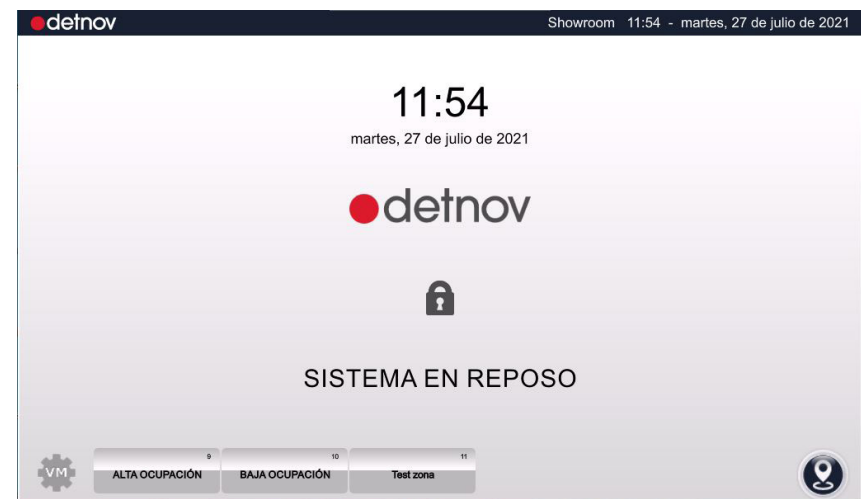 detnov Showroom 11:54 - martes, 27 de julio de 2021
11:54
martes, 27 de julio de 2021
detnov
SISTEMA EN REPOSO
VM
9
ALTA OCUPACIÓN
10
BAJA OCUPACIÓN
11
Test zona